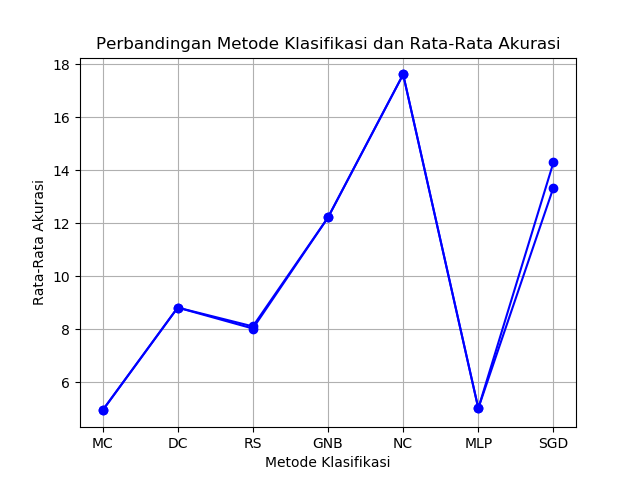 Perbandingan Metode Klasifikasi dan Rata-Rata Akurasi
18
16
14
12
10
8
6
Rata-Rata Akurasi
MC DC RS GNB NC MLP SGD
Metode Klasifikasi